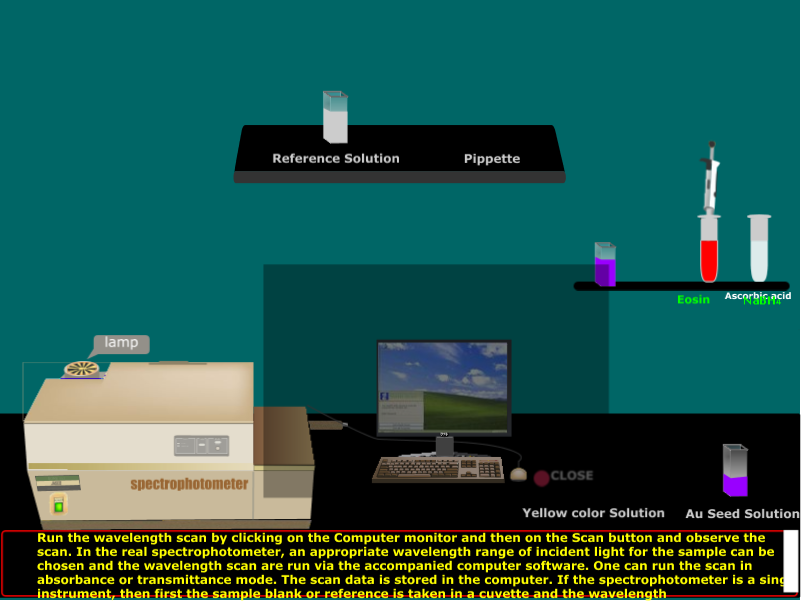 Reference Solution
Pippette
Eosin
Ascorbic acid
lamp
spectrophotometer
CLOSE
Yellow color Solution
Au Seed Solution
Run the wavelength scan by clicking on the Computer monitor and then on the Scan button and observe the
scan. In the real spectrophotometer, an appropriate wavelength range of incident light for the sample can be
chosen and the wavelength scan are run via the accompanied computer software. One can run the scan in
absorbance or transmittance mode. The scan data is stored in the computer. If the spectrophotometer is a sing
instrument, then first the sample blank or reference is taken in a cuvette and the wavelength